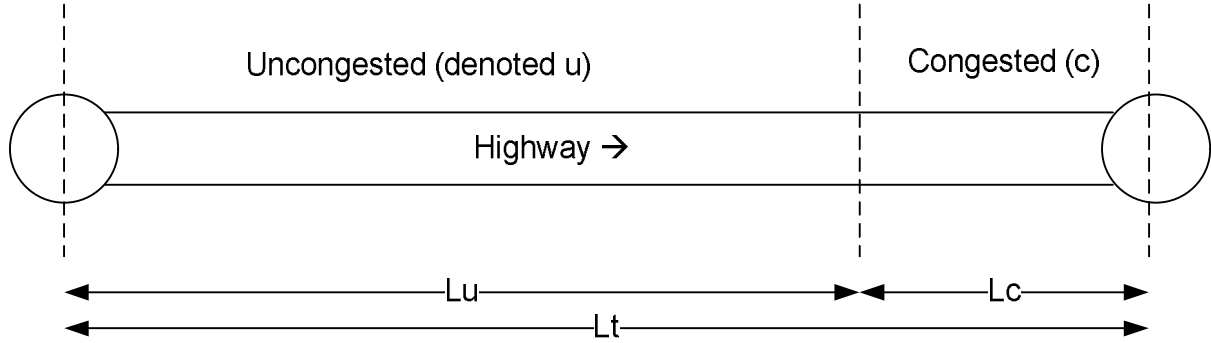 Uncongested (denoted u)
Congested (c)
Highway →
Lu
Lc
Lt